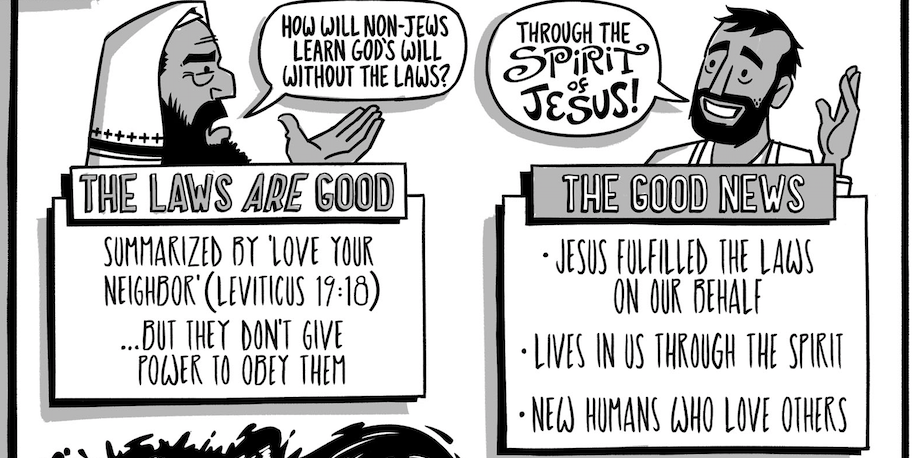 HOW WILL NON-JEWS
LEARN GOD'S WILL
WITHOUT THE LAWS?
THE LAWS ARE GOOD
SUMMARIZED BY 'LOVE YOUR
NEIGHBOR' (LEVITICUS 19:18)
...BUT THEY DON'T GIVE
POWER TO OBEY THEM
THROUGH THE
SPIRIT
OF
JESUS!
THE GOOD NEWS
• JESUS FULFILLED THE LAWS
ON OUR BEHALF
• LIVES IN US THROUGH THE SPIRIT
• NEW HUMANS WHO LOVE OTHERS